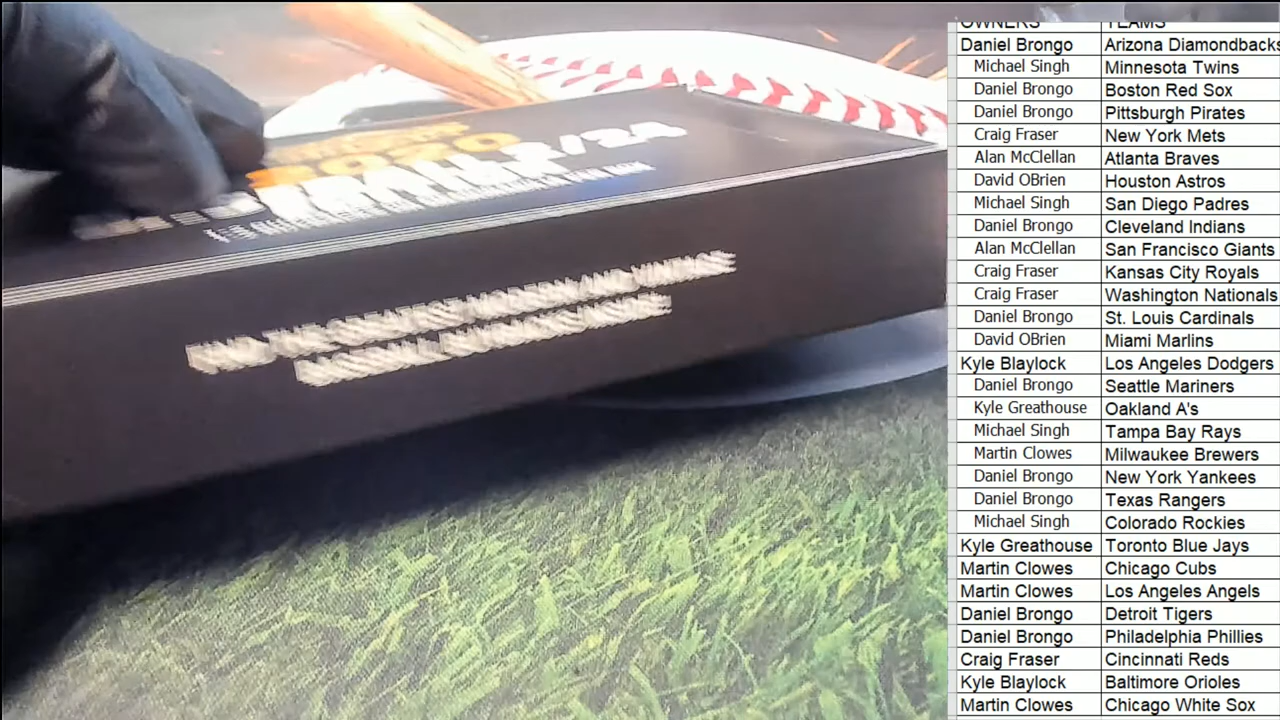 2020
FIND THE GREATEST MODERN AND VINTAGE
OWNERS TEAMS
Daniel Brongo Arizona Diamondbacks
Michael Singh Minnesota Twins
Daniel Brongo Boston Red Sox
Daniel Brongo Pittsburgh Pirates
Craig Fraser New York Mets
Alan McClellan Atlanta Braves
David OBrien Houston Astros
Michael Singh San Diego Padres
Daniel Brongo Cleveland Indians
Alan McClellan San Francisco Giants
Craig Fraser Kansas City Royals
Craig Fraser Washington Nationals
Daniel Brongo St. Louis Cardinals
David OBrien Miami Marlins
Kyle Blaylock Los Angeles Dodgers
Daniel Brongo Seattle Mariners
Kyle Greathouse Oakland A's
Michael Singh Tampa Bay Rays
Martin Clowes Milwaukee Brewers
Daniel Brongo New York Yankees
Daniel Brongo Texas Rangers
Michael Singh Colorado Rockies
Kyle Greathouse Toronto Blue Jays
Martin Clowes Chicago Cubs
Martin Clowes Los Angeles Angels
Daniel Brongo Detroit Tigers
Daniel Brongo Philadelphia Phillies
Craig Fraser Cincinnati Reds
Kyle Blaylock Baltimore Orioles
Martin Clowes Chicago White Sox